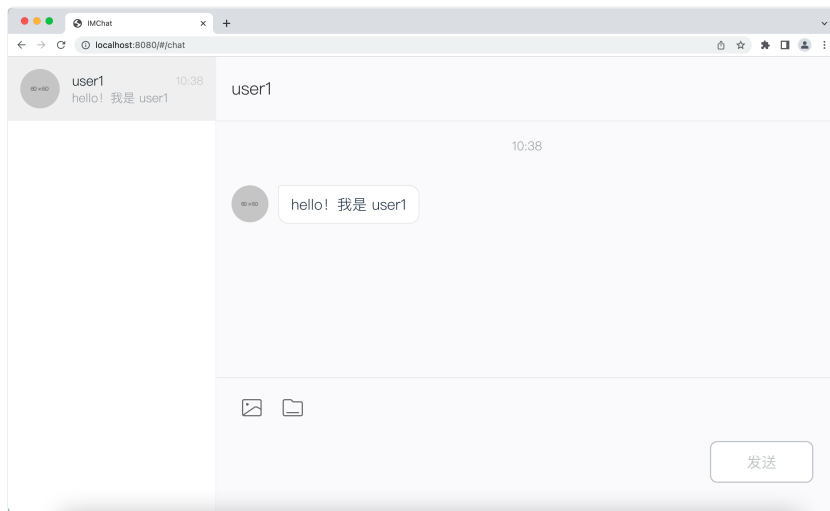 IMChat
localhost:8080/#/chat
60×60
user1
10:38
hello！我是 user1
user1
10:38
60×60
hello！我是 user1
发送